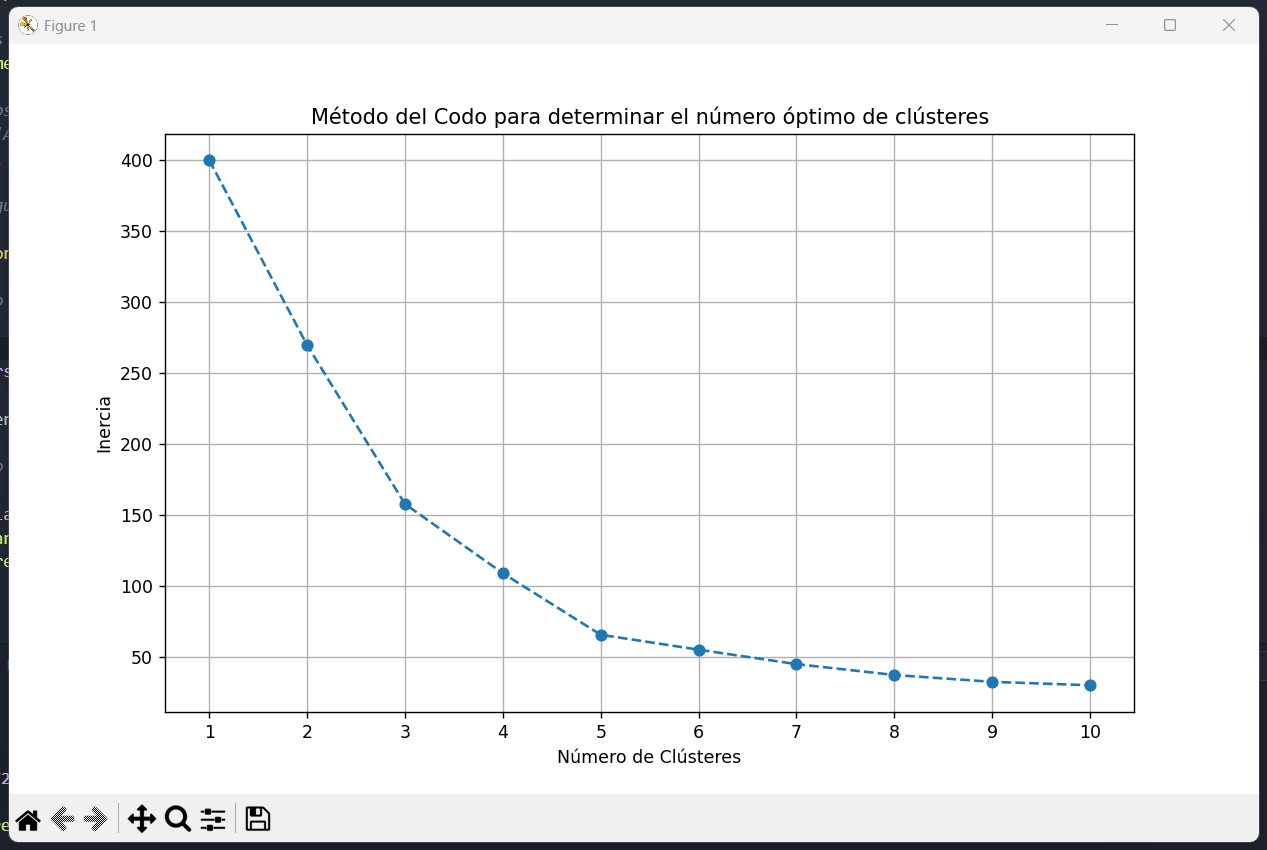 Figure 1
Método del Codo para determinar el número óptimo de clústeres
400
350
300
250
200
150
100
50
Inercia
1 2 3 4 5 6 7 8 9 10
Número de Clústeres